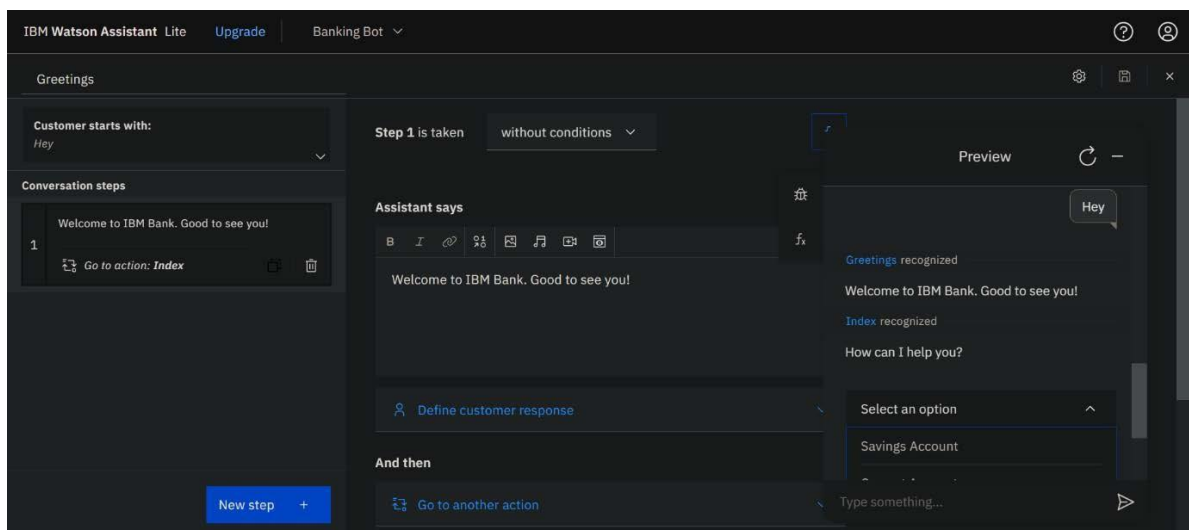 IBM Watson Assistant Lite Upgrade Banking Bot
Greetings
Customer starts with:
Hey
Conversation steps
1
Welcome to IBM Bank. Good to see you!
Go to action: Index
New step +
Step 1 is taken without conditions
Assistant says
B I
Welcome to IBM Bank. Good to see you!
Define customer response
And then
Go to another action
fx
Preview
Hey
Greetings recognized
Welcome to IBM Bank. Good to see you!
Index recognized
How can I help you?
Select an option
Savings Account
Type something...